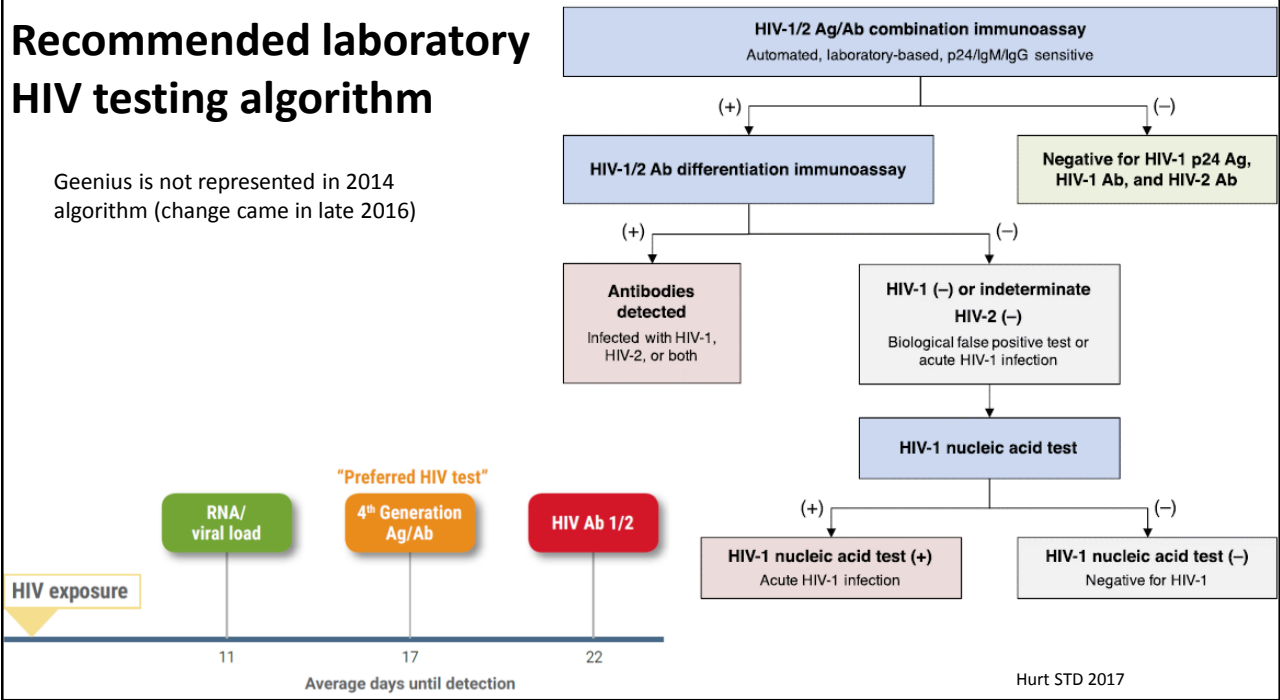 Recommended laboratory
HIV testing algorithm
Geenius is not represented in 2014
algorithm (change came in late 2016)
HIV-1/2 Ag/Ab combination immunoassay
Automated, laboratory-based, p24/IgM/IgG sensitive
(+)
(–)
HIV-1/2 Ab differentiation immunoassay
Negative for HIV-1 p24 Ag,
HIV-1 Ab, and HIV-2 Ab
(+)
(–)
Antibodies
detected
Infected with HIV-1,
HIV-2, or both
HIV-1 (–) or indeterminate
HIV-2 (–)
Biological false positive test or
acute HIV-1 infection
HIV-1 nucleic acid test
(+)
(–)
HIV-1 nucleic acid test (+)
Acute HIV-1 infection
HIV-1 nucleic acid test (–)
Negative for HIV-1
"Preferred HIV test"
RNA/
viral load
4th Generation
Ag/Ab
HIV Ab 1/2
HIV exposure
11
17
22
Average days until detection
Hurt STD 2017